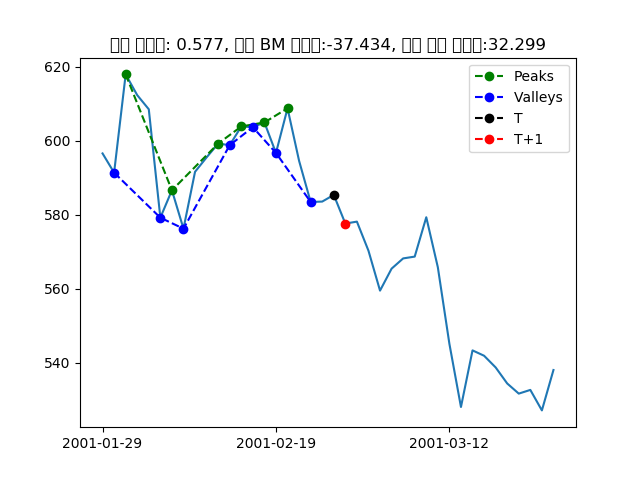 : 0.577, BM :-37.434, :32.299
Peaks
Valleys
T
T+1
620
600
580
560
540
2001-01-29
2001-02-19
2001-03-12